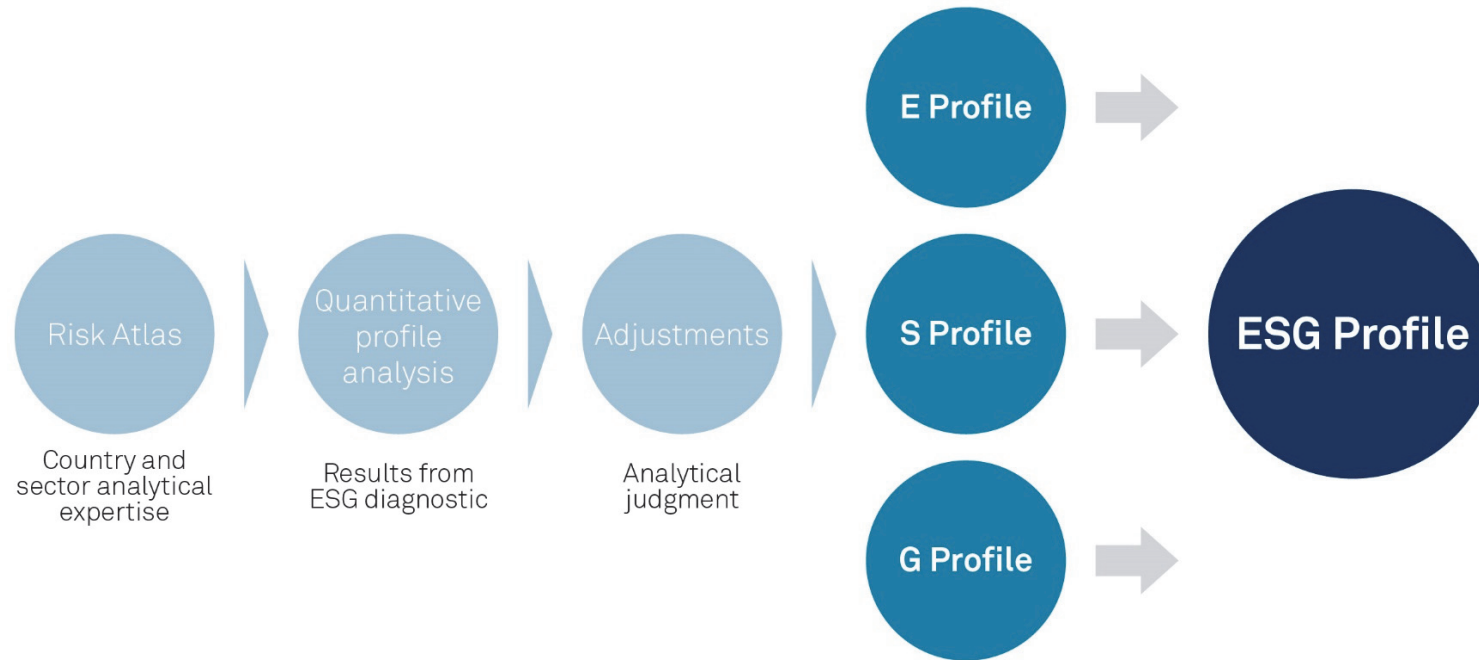 E Profile
Risk Atlas
Country and
sector analytical
expertise
Quantitative
profile
analysis
Results from
ESG diagnostic
Adjustments
Analytical
judgment
S Profile
G Profile
ESG Profile